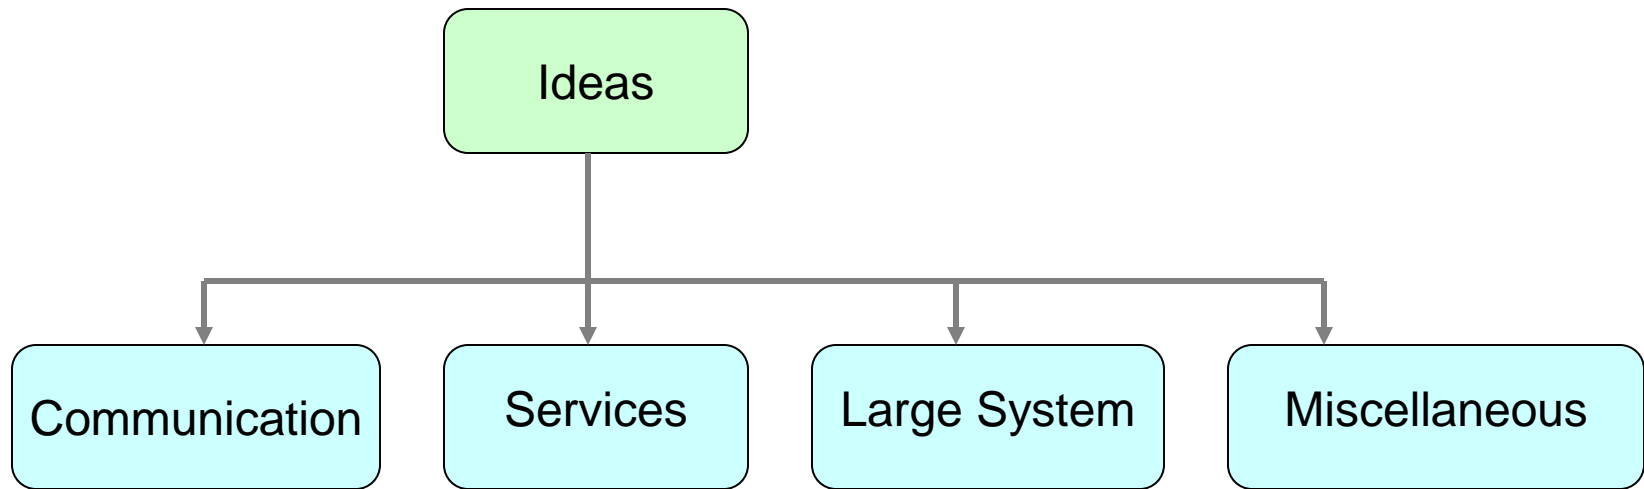 Ideas
Communication
Services
Large System
Miscellaneous